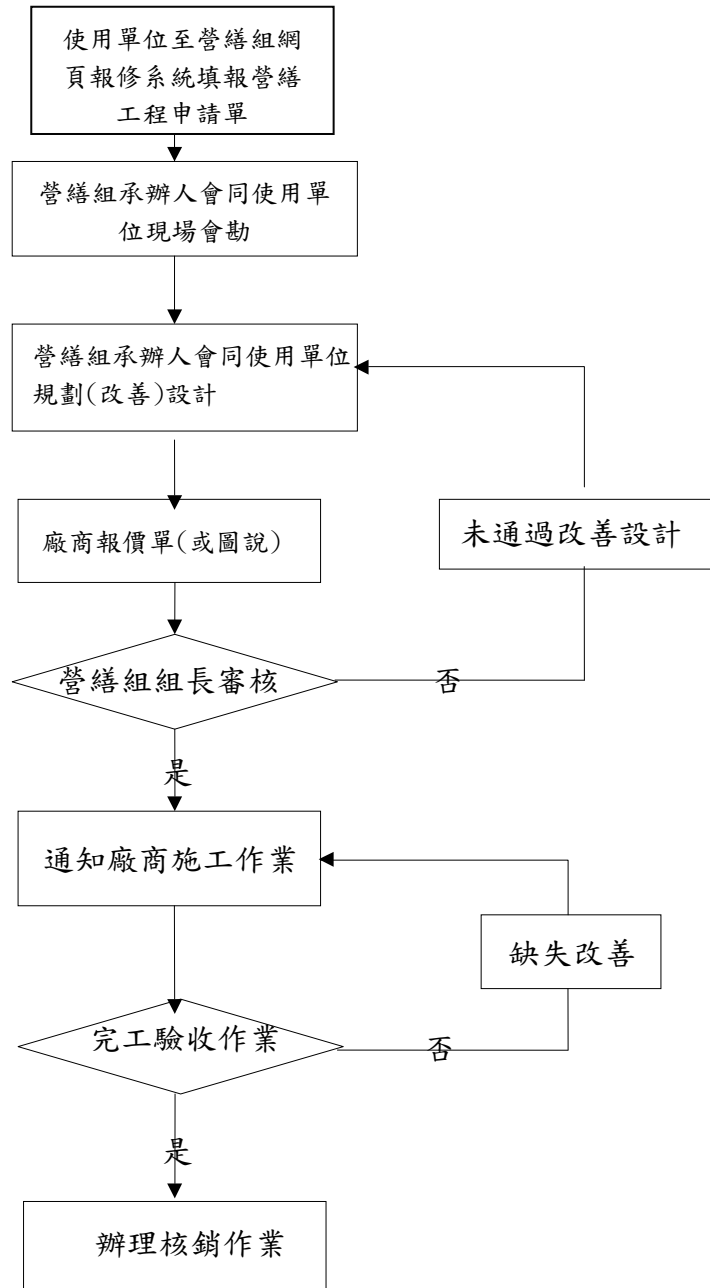 使用單位至營繕組網
頁報修系統填報營繕
工程申請單
營繕組承辦人會同使用單
位現場會勘
營繕組承辦人會同使用單位
規劃(改善)設計
廠商報價單(或圖說)
未通過改善設計
營繕組組長審核
否
是
通知廠商施工作業
缺失改善
完工驗收作業
否
是
辦理核銷作業